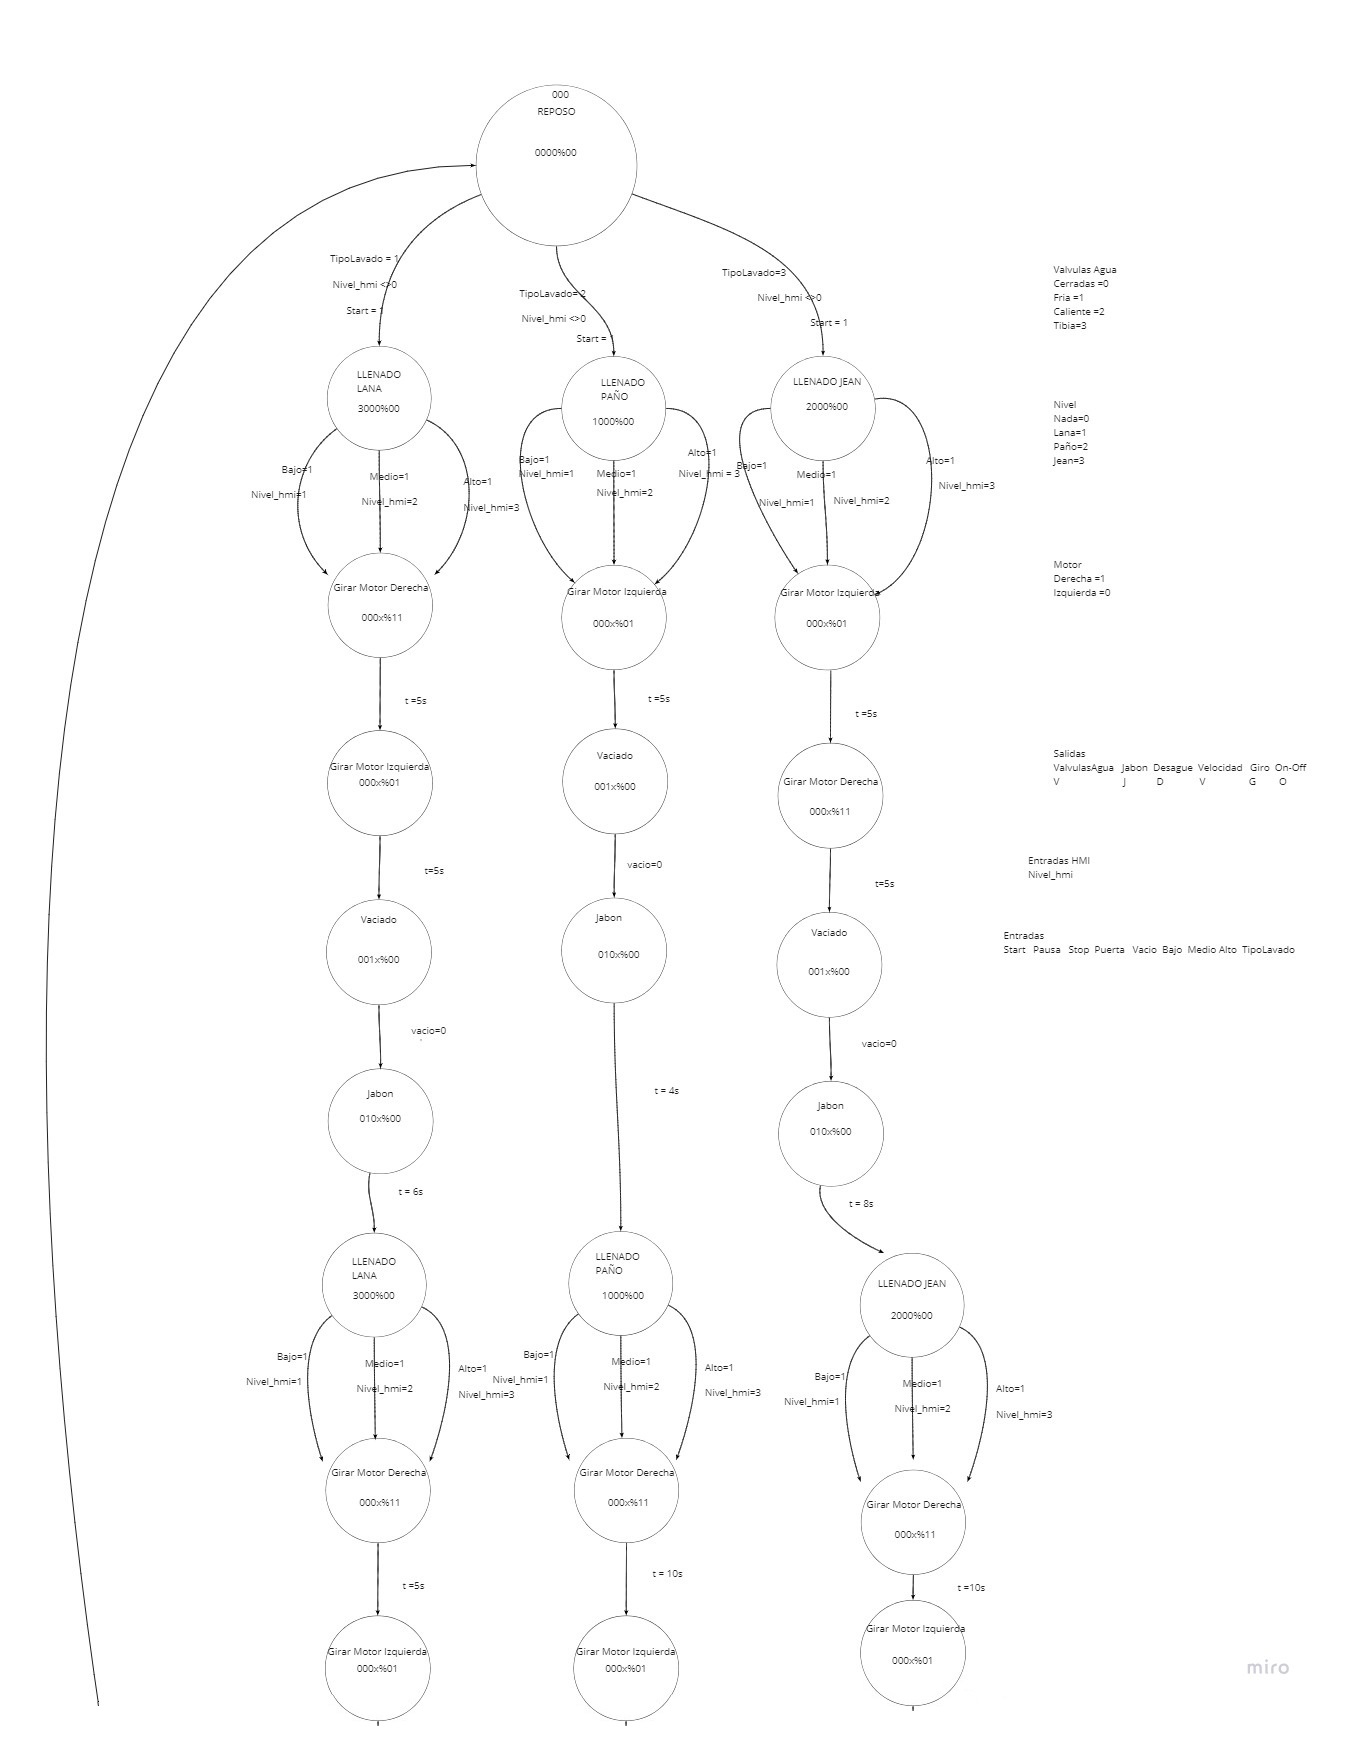 000
REPOSO
0000%00
TipoLavado = 1
Nivel_hmi <>0
Start = 1
TipoLavado= 2
Nivel_hmi <>0
Start =
TipoLavado=3
Nivel_hmi <>0
Start = 1
Valvulas Agua
Cerradas =0
Fria =1
Caliente =2
Tibia=3
LLENADO
LANA
3000%00
LLENADO
PAÑO
1000%00
LLENADO JEAN
2000%00
Nivel
Nada=0
Lana=1
Paño=2
Jean=3
Bajo=1
Nivel_hmi=1
Medio=1
Nivel_hmi=2
Alto=1
Nivel_hmi=3
Bajo=1
Nivel_hmi=1
Medio=1
Nivel_hmi=2
Alto=1
Nivel_hmi = 3
Bajo=1
Nivel_hmi=1
Medio=1
Nivel_hmi=2
Alto=1
Nivel_hmi=3
Motor
Derecha =1
Izquierda =0
Girar Motor Derecha
000x%11
Girar Motor Izquierda
000x%01
Girar Motor Izquierda
000x%01
t =5s
t =5s
t =5s
Girar Motor Izquierda
000x%01
Vaciado
001x%00
Girar Motor Derecha
000x%11
Salidas
ValvulasAgua Jabon Desague Velocidad Giro On-Off
V J D V G O
t=5s
vacio=0
t=5s
Entradas HMI
Nivel_hmi
Vaciado
001x%00
Jabon
010x%00
Vaciado
001x%00
Entradas
Start Pausa Stop Puerta Vacio Bajo Medio Alto TipoLavado
vacio=0
t = 4s
vacio=0
Jabon
010x%00
Jabon
010x%00
t = 6s
t = 8s
LLENADO
LANA
3000%00
LLENADO
PAÑO
1000%00
LLENADO JEAN
2000%00
Bajo=1
Nivel_hmi=1
Medio=1
Nivel_hmi=2
Alto=1
Nivel_hmi=3
Bajo=1
Nivel_hmi=1
Medio=1
Nivel_hmi=2
Alto=1
Nivel_hmi=3
Bajo=1
Nivel_hmi=1
Medio=1
Nivel_hmi=2
Alto=1
Nivel_hmi=3
Girar Motor Derecha
000x%11
Girar Motor Derecha
000x%11
Girar Motor Derecha
000x%11
t =5s
t = 10s
t =10s
Girar Motor Izquierda
000x%01
Girar Motor Izquierda
000x%01
Girar Motor Izquierda
000x%01
miro